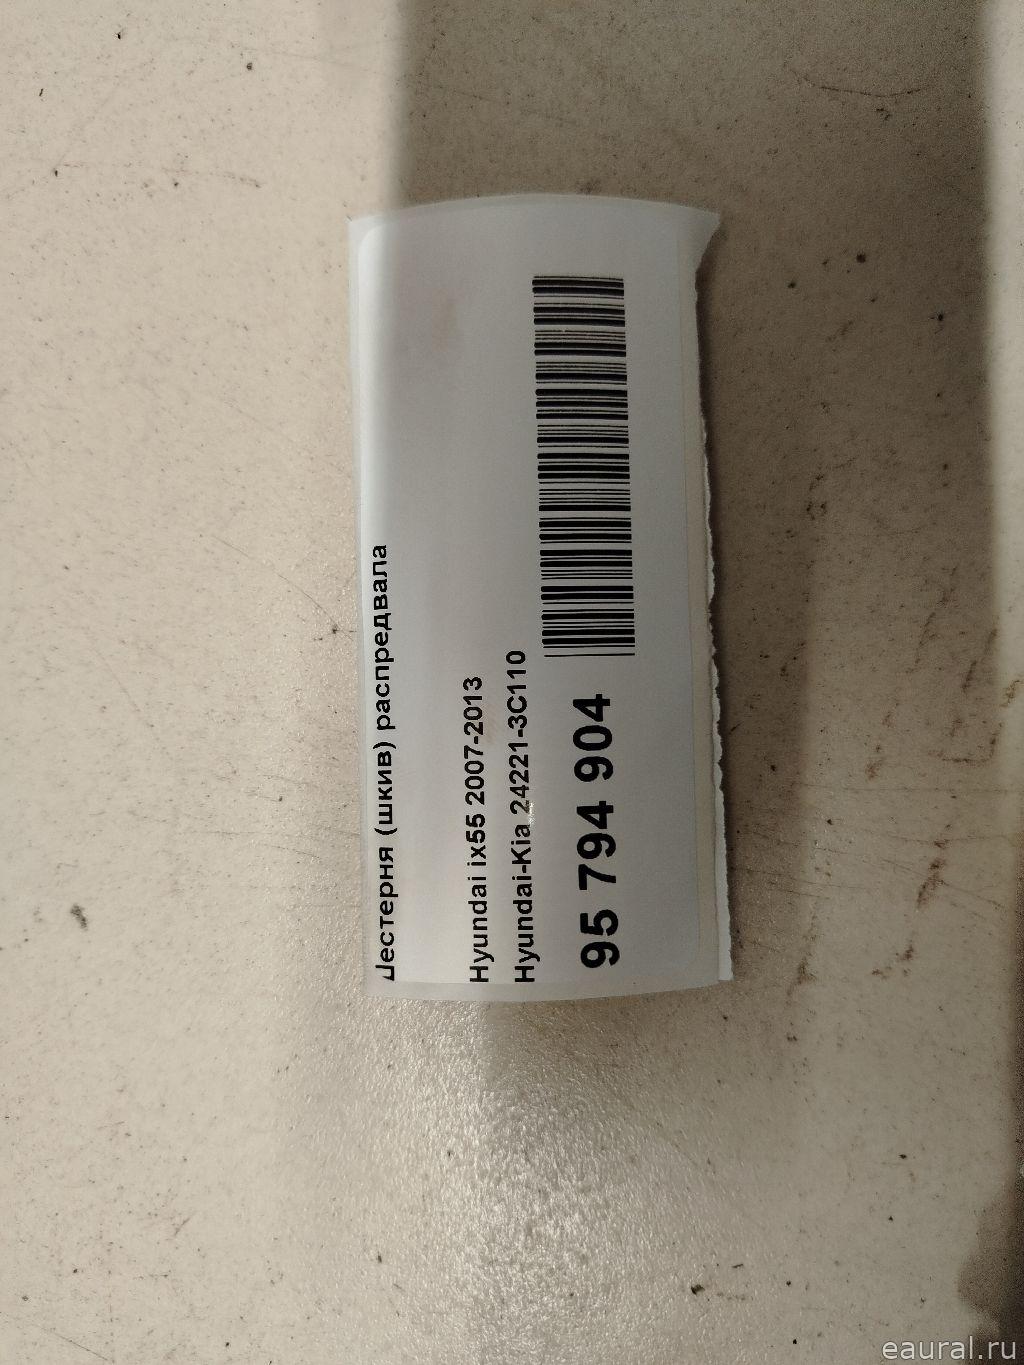 Шестерня (шкив) распредвала
Hyundai ix55 2007-2013
Hyundai-Kia 24221-3C110
95 794 904
eaural.ru